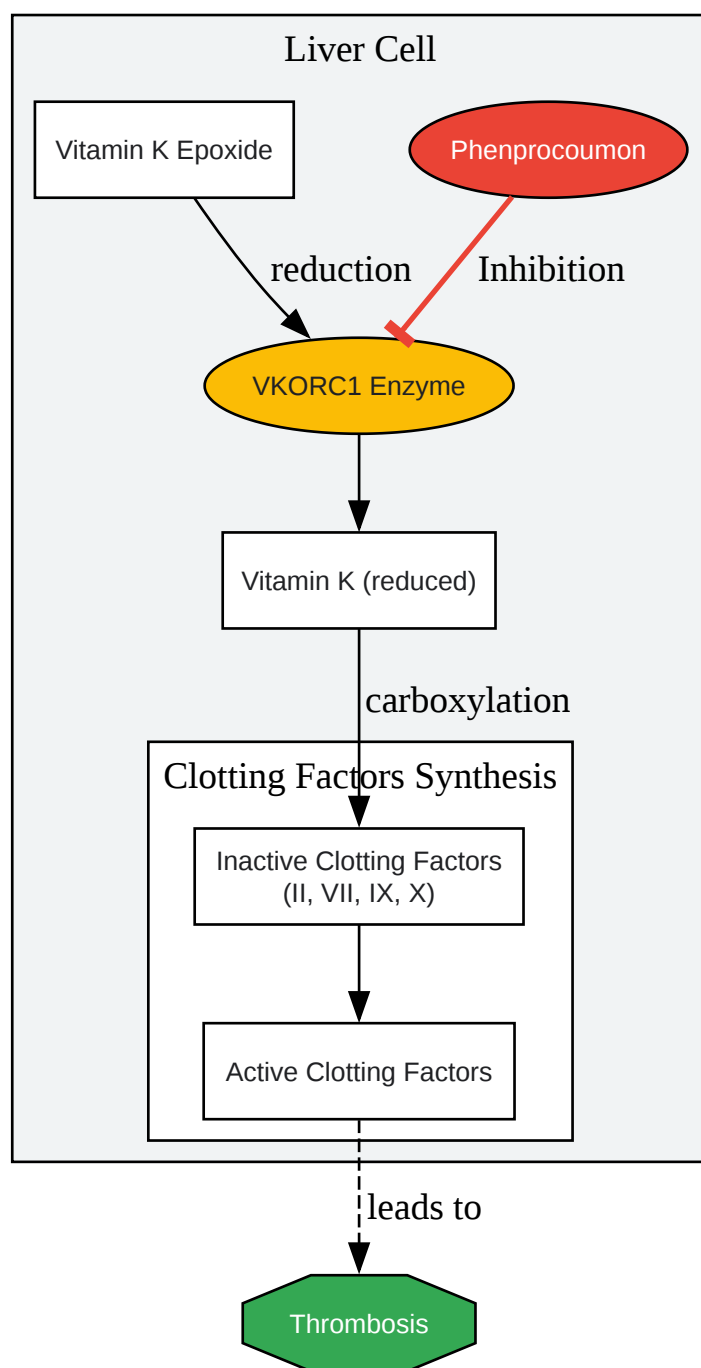 Liver Cell
Vitamin K Epoxide
Phenprocoumon
reduction
Inhibition
VKORC1 Enzyme
Vitamin K (reduced)
carboxylation
Clotting Factors Synthesis
Inactive Clotting Factors
(II, VII, IX, X)
Active Clotting Factors
leads to
Thrombosis